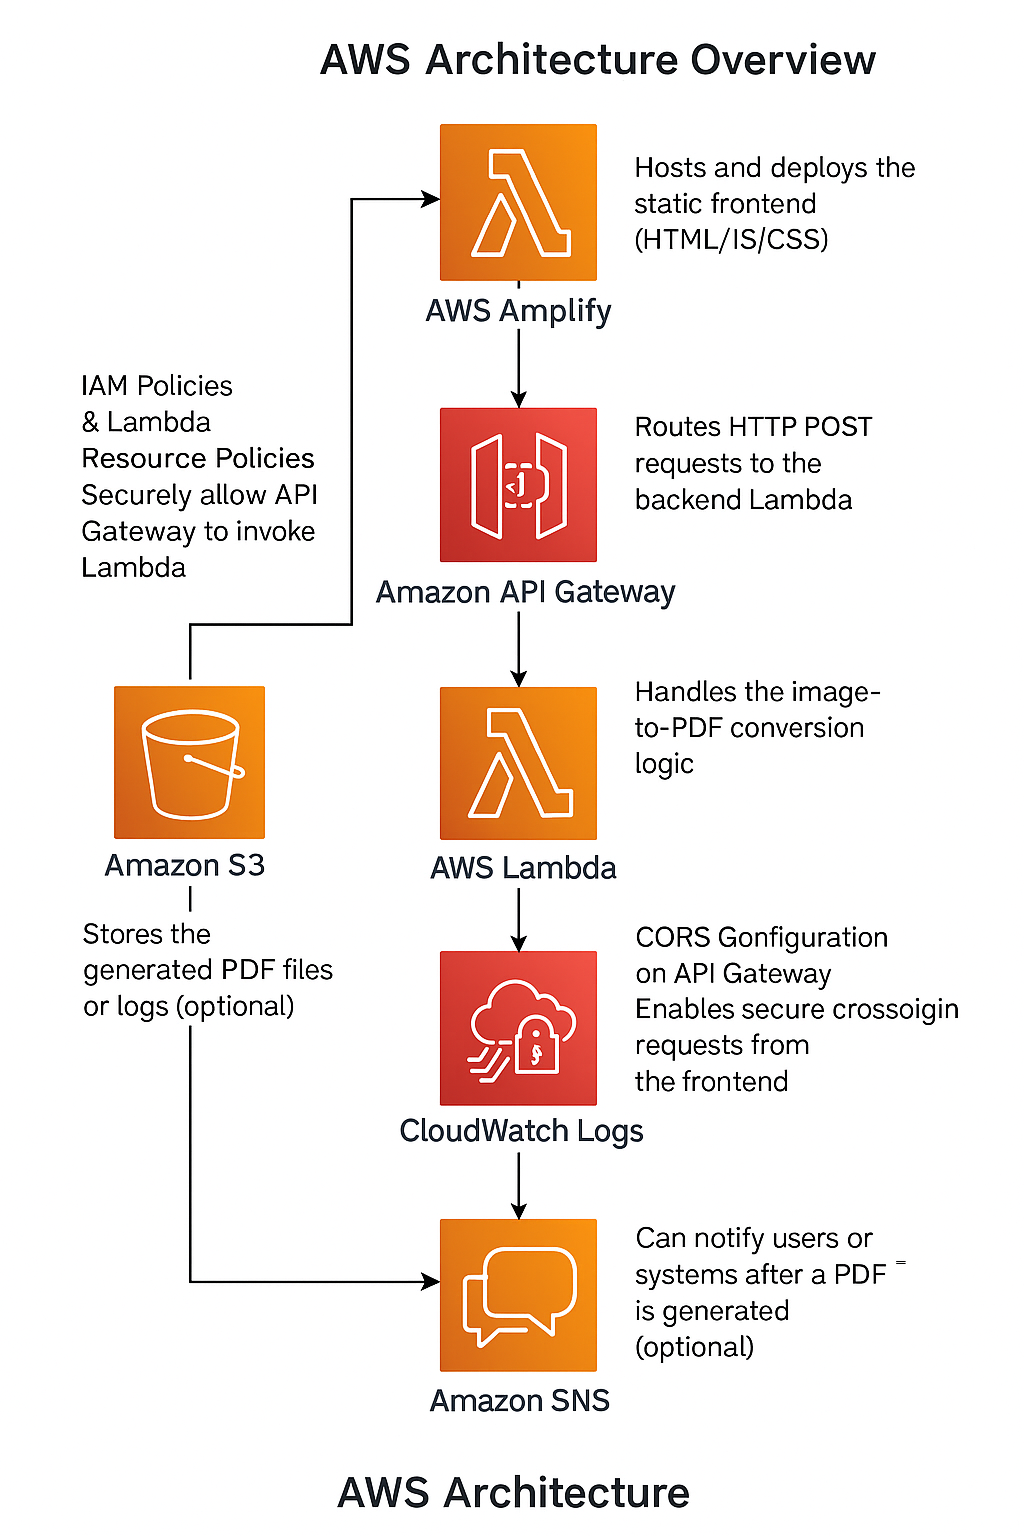 AWS Architecture Overview
Hosts and deploys the
static frontend
(HTML/IS/CSS)
AWS Amplify
IAM Policies
& Lambda
Resource Policies
Securely allow API
Gateway to invoke
Lambda
Routes HTTP POST
requests to the
backend Lambda
Amazon API Gateway
Handles the image-
to-PDF conversion
logic
Amazon S3
AWS Lambda
Stores the
generated PDF files
or logs (optional)
CORS Gonfiguration
on API Gateway
Enables secure crossoigin
requests from
the frontend
CloudWatch Logs
Can notify users or
systems after a PDF =
is generated
(optional)
Amazon SNS
AWS Architecture